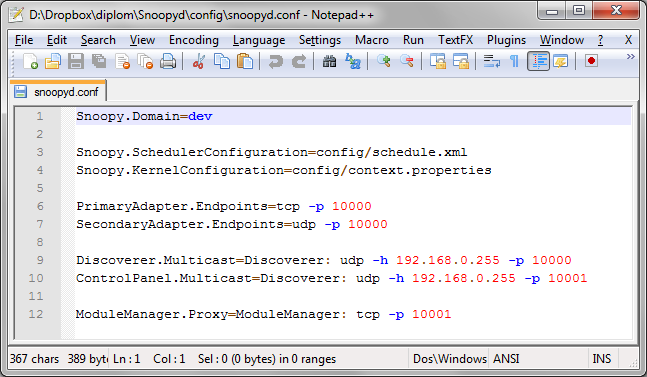 D:\Dropbox\diplom\Snoopyd\config\snoopyd.conf - Notepad++
File Edit Search View Encoding Language Settings Macro Run TextFX Plugins Window ? X
snoopyd.conf
1 Snoopy.Domain=dev
2
3 Snoopy.SchedulerConfiguration=config/schedule.xml
4 Snoopy.KernelConfiguration=config/context.properties
5
6 PrimaryAdapter.Endpoints=tcp -p 10000
7 SecondaryAdapter.Endpoints=udp -p 10000
8
9 Discoverer.Multicast=Discoverer: udp -h 192.168.0.255 -p 10000
10 ControlPanel.Multicast=Discoverer: udp -h 192.168.0.255 -p 10001
11
12 ModuleManager.Proxy=ModuleManager: tcp -p 10001
367 chars 389 byt Ln : 1 Col : 1 Sel : 0 (0 bytes) in 0 ranges Dos\Windows ANSI INS